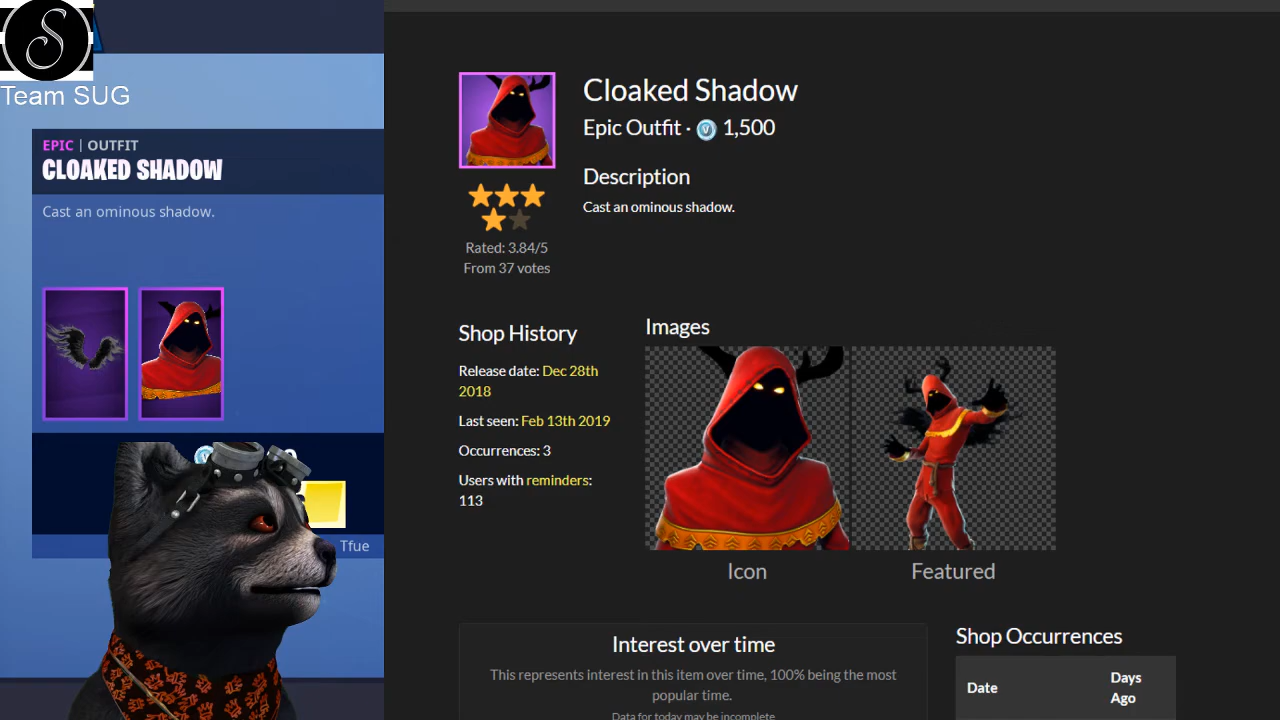 S
Team SUG
EPIC | OUTFIT
CLOAKED SHADOW
Cast an ominous shadow.
Tfue
Cloaked Shadow
Epic Outfit · V 1,500
Description
Cast an ominous shadow.
Rated: 3.84/5
From 37 votes
Shop History
Release date: Dec 28th
2018
Last seen: Feb 13th 2019
Occurrences: 3
Users with reminders:
113
Images
Icon
Featured
Interest over time
This represents interest in this item over time, 100% being the most
popular time.
Data for today may be incomplete
Shop Occurrences
Date
Days
Ago